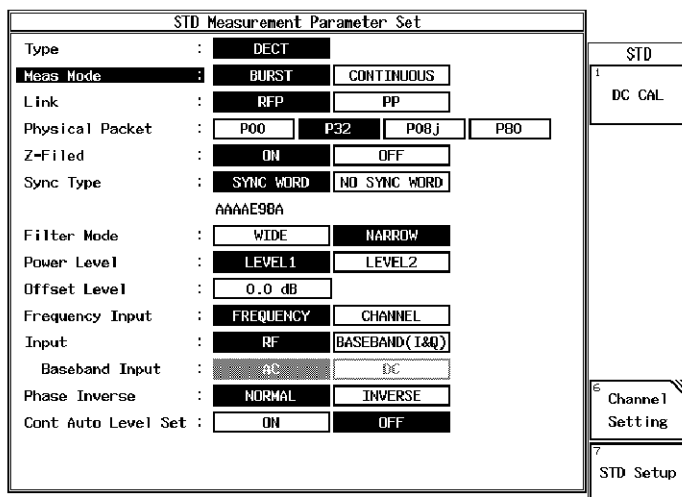 STD Measurement Parameter Set
Type : DECT
Meas Mode : BURST CONTINUOUS
Link : RFP PP
Physical Packet : P00 P32 P08j P80
Z-Filed : ON OFF
Sync Type : SYNC WORD NO SYNC WORD
AAAAE98A
Filter Mode : WIDE NARROW
Power Level : LEVEL1 LEVEL2
Offset Level : 0.0 dB
Frequency Input : FREQUENCY CHANNEL
Input : RF BASEBAND(I&Q)
Baseband Input : AC DC
Phase Inverse : NORMAL INVERSE
Cont Auto Level Set : ON OFF
STD
1
DC CAL
6
Channel
Setting
7
STD Setup